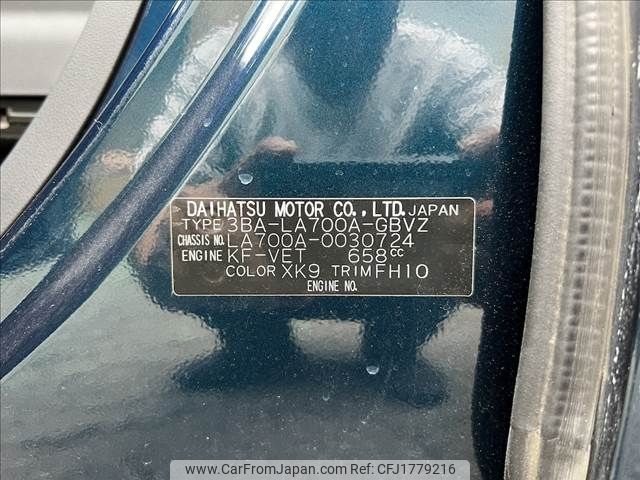 DAIHATSU MOTOR CO., LTD. JAPAN
TYPE 3BA-LA700A-GBVZ
CHASSIS NO. LA700A-0030724
ENGINE KF-VET 658cc
COLOR XK9 TRIM FH10
ENGINE NO.
www.CarFromJapan.com | REF No. CFJ1779216